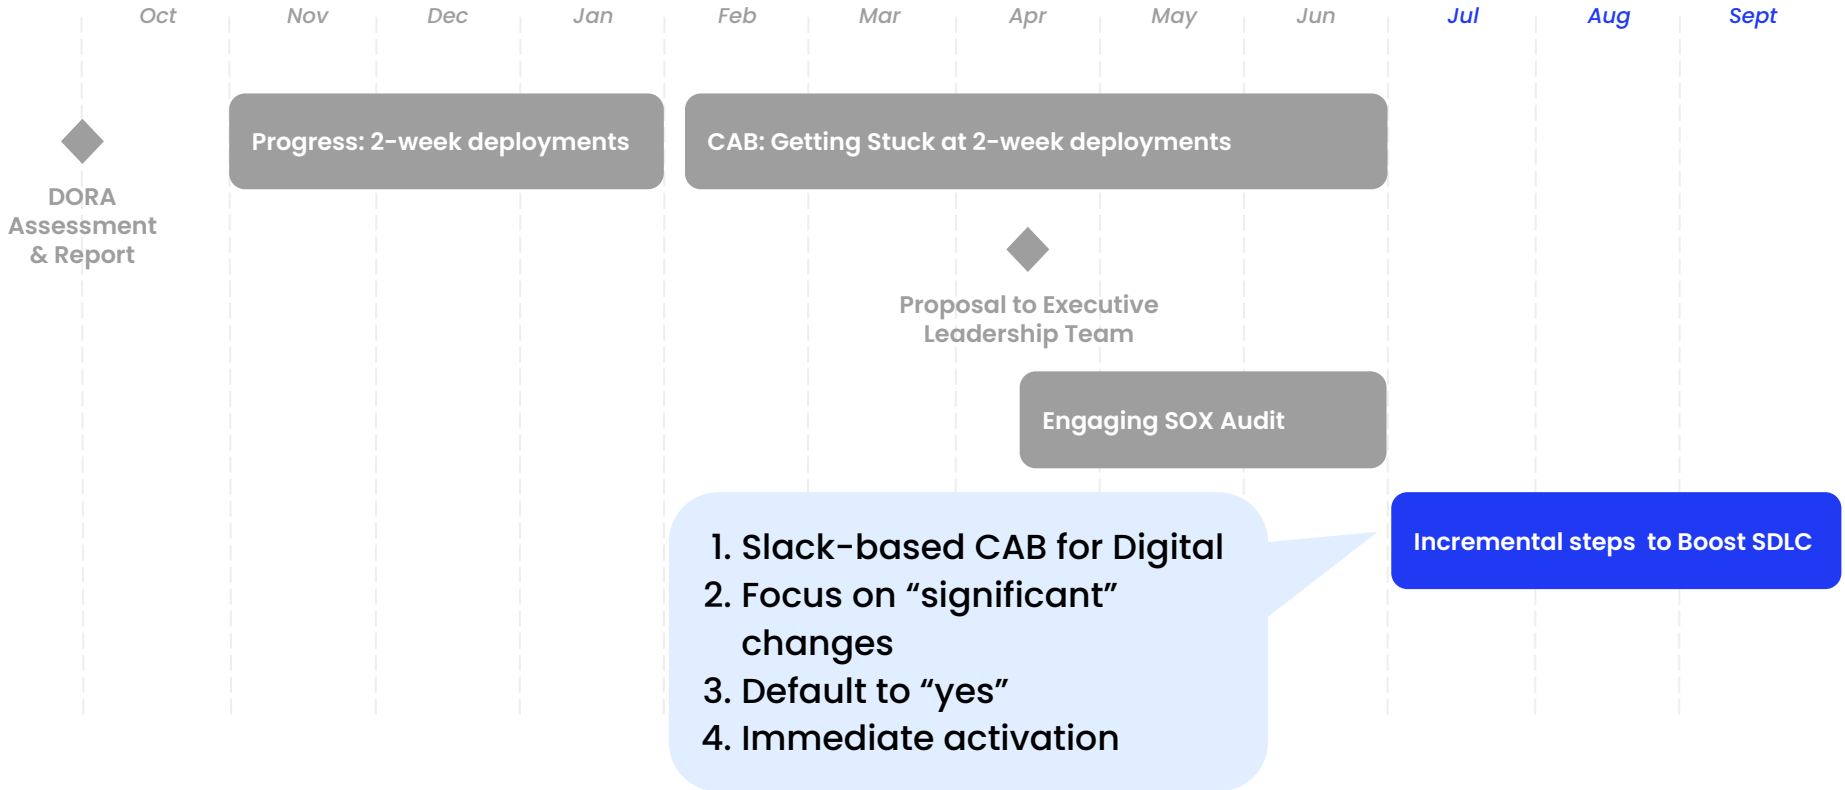 Oct Nov Dec Jan Feb Mar Apr May Jun Jul Aug Sept
Progress: 2-week deployments
CAB: Getting Stuck at 2-week deployments
DORA
Assessment
& Report
Proposal to Executive
Leadership Team
Engaging SOX Audit
Incremental steps to Boost SDLC
1. Slack-based CAB for Digital
2. Focus on “significant”
changes
3. Default to “yes”
4. Immediate activation